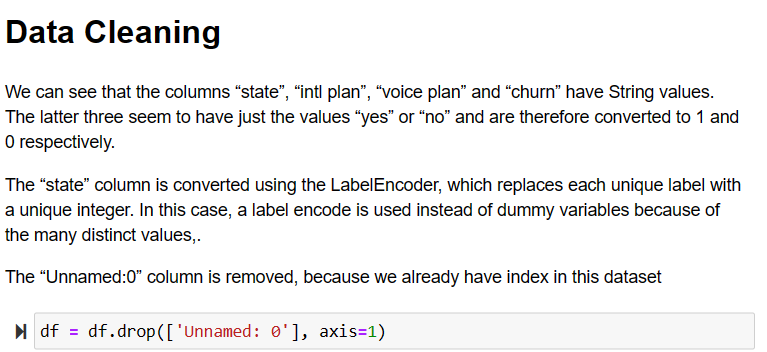 Data Cleaning
We can see that the columns “state”, “intl plan”, “voice plan” and “churn” have String values.
The latter three seem to have just the values “yes” or “no” and are therefore converted to 1 and
0 respectively.
The “state” column is converted using the LabelEncoder, which replaces each unique label with
a unique integer. In this case, a label encode is used instead of dummy variables because of
the many distinct values,.
The “Unnamed:0” column is removed, because we already have index in this dataset
df = df.drop(['Unnamed: 0'], axis=1)